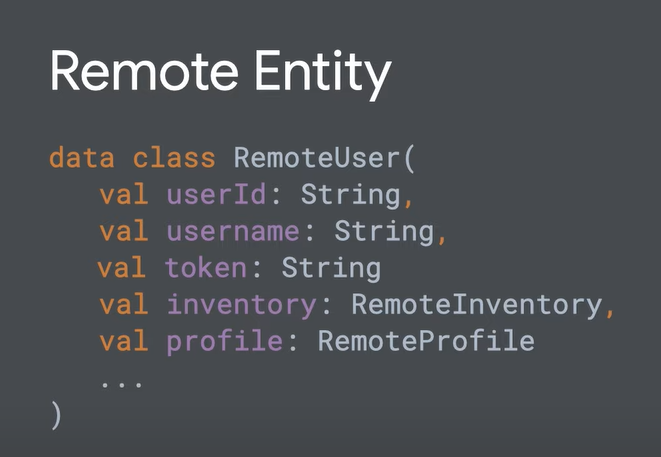 Remote Entity
data class RemoteUser(
val userId: String,
val username: String,
val token: String
val inventory: RemoteInventory,
val profile: RemoteProfile
...
)